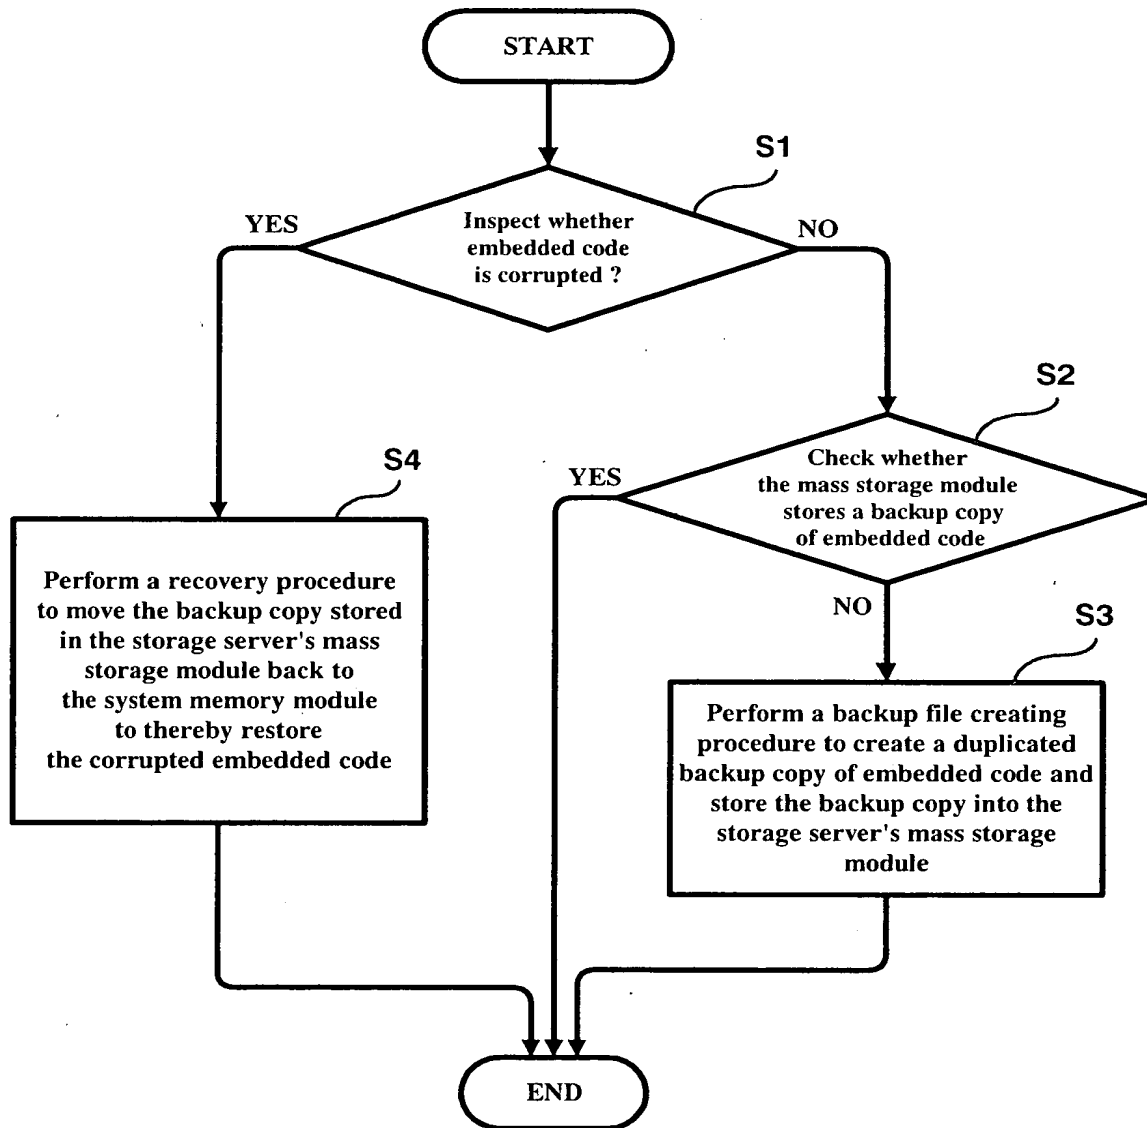 START
S1
YES
NO
Inspect whether
embedded code
is corrupted ?
S2
YES
Check whether
the mass storage module
stores a backup copy
of embedded code
S4
Perform a recovery procedure
to move the backup copy stored
in the storage server's mass
storage module back to
the system memory module
to thereby restore
the corrupted embedded code
NO
S3
Perform a backup file creating
procedure to create a duplicated
backup copy of embedded code and
store the backup copy into the
storage server's mass storage
module
END